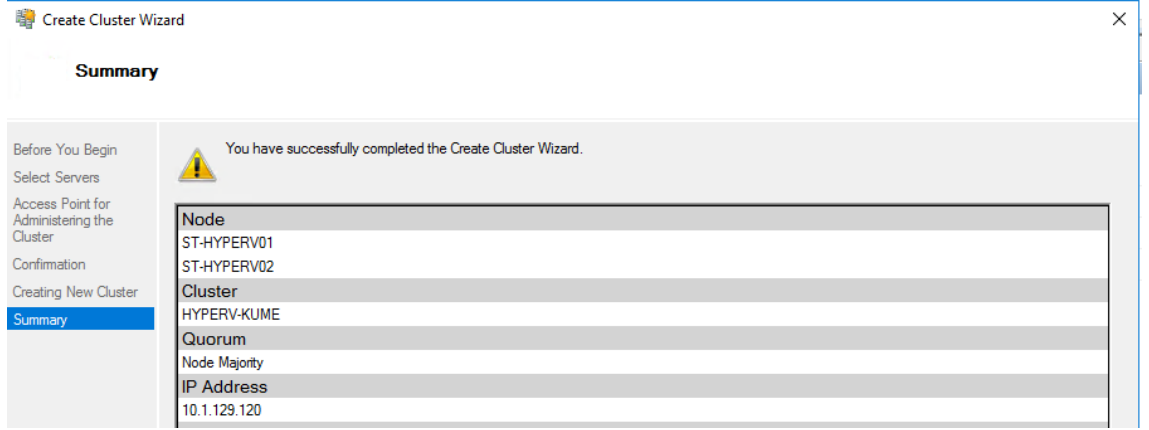 Create Cluster Wizard
Summary
Before You Begin
Select Servers
Access Point for
Administering the
Cluster
Confirmation
Creating New Cluster
Summary
You have successfully completed the Create Cluster Wizard.
Node
ST-HYPERV01
ST-HYPERV02
Cluster
HYPERV-KUME
Quorum
Node Majority
IP Address
10.1.129.120